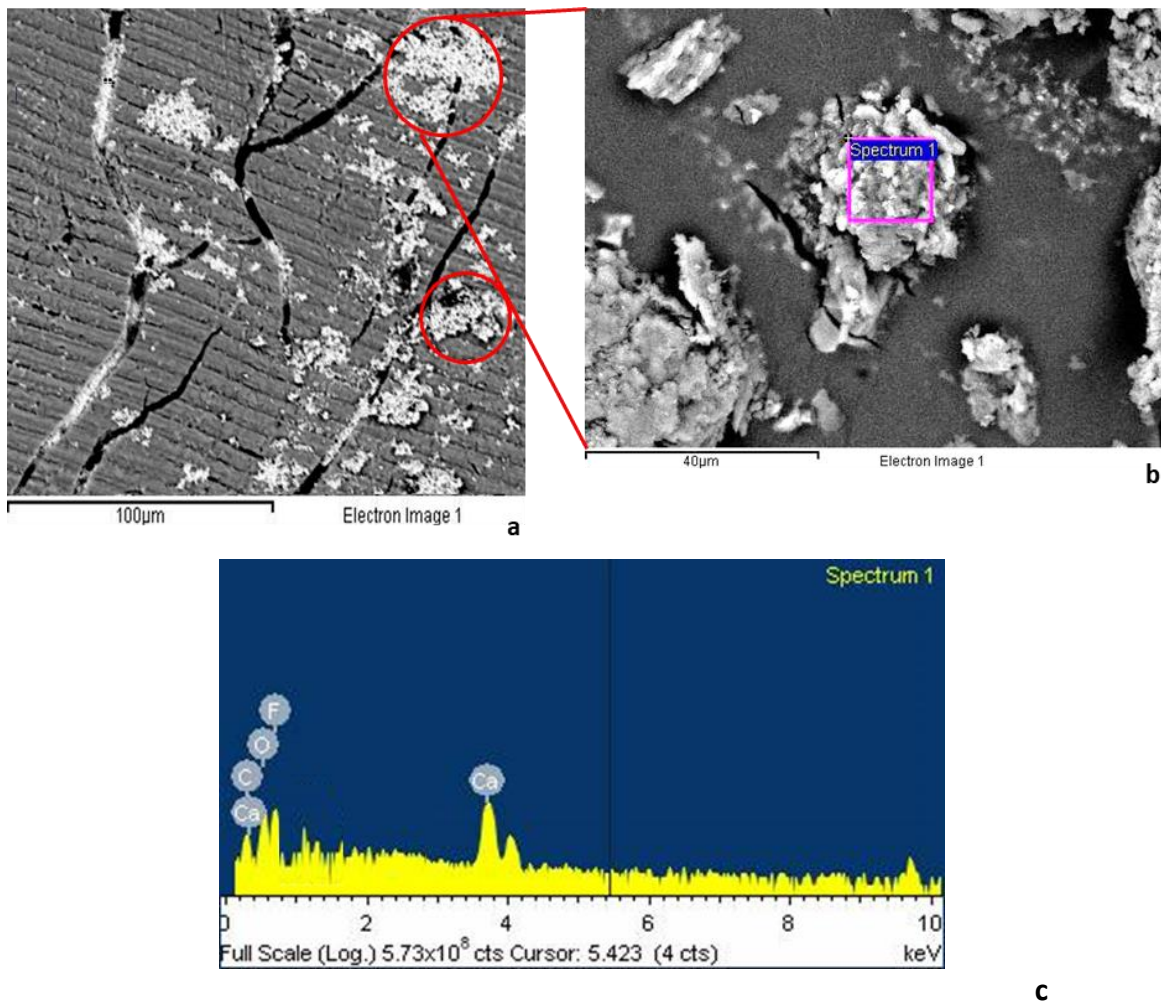 100µm
Electron Image 1
a
Spectrum 1
40µm
Electron Image 1
b
Spectrum 1
F
O
C
Ca
Ca
0 2 4 6 8 10
Full Scale (Log.) 5.73x10⁸ cts Cursor: 5.423 (4 cts)
keV
c